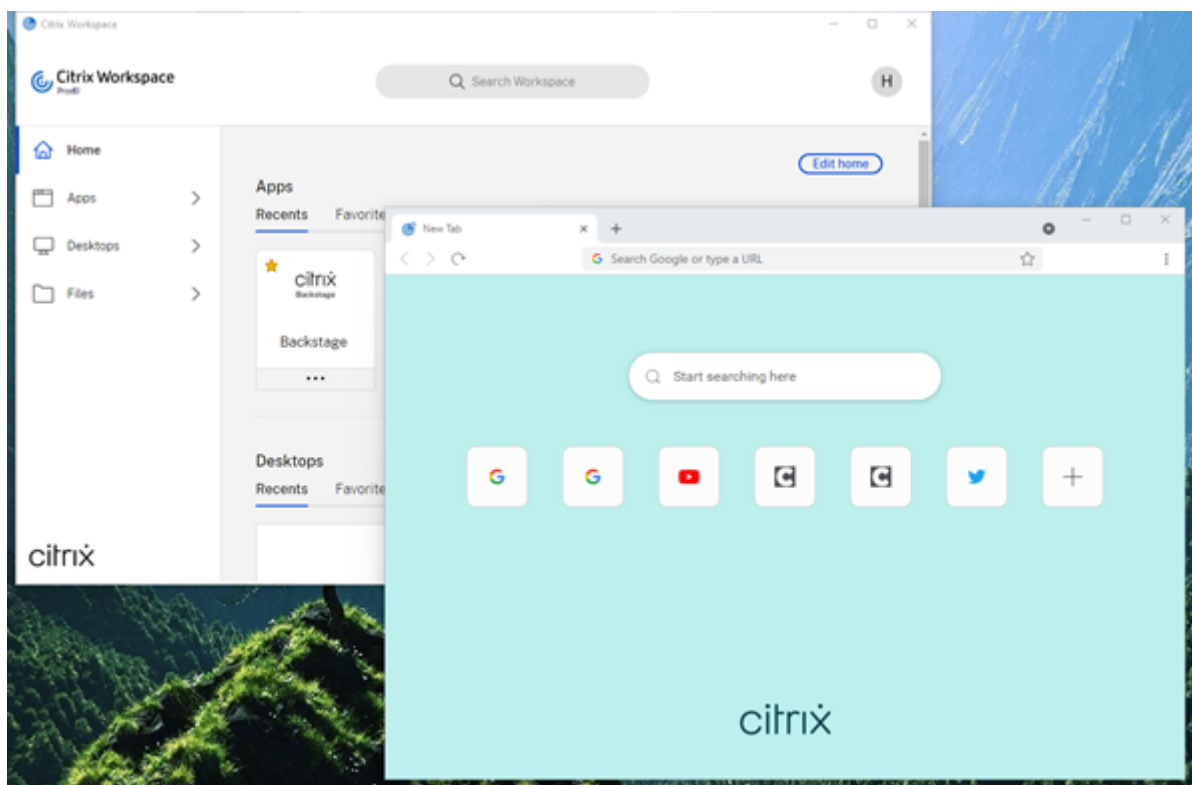 Citrix Workspace
Citrix Workspace
Prod0
Search Workspace
H
Home
Apps
Desktops
Files
Edit home
Apps
Recents Favorite
citrix
Backstage
Backstage
Desktops
Recents Favorite
citrix
New Tab
Search Google or type a URL
Start searching here
citrix